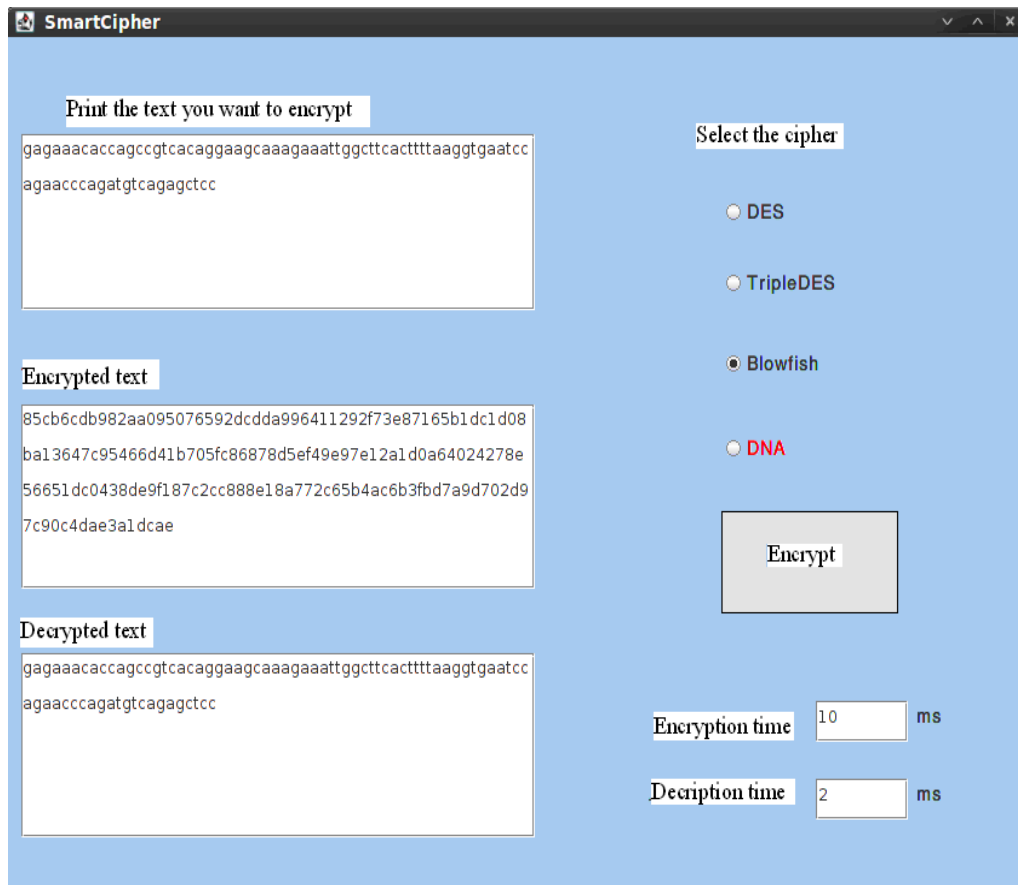 SmartCipher
Print the text you want to encrypt
gagaaacaccagccgtcacaggaagcaaagaaattggcttcacttttaaggtgaatcc
agaacccagatgtcagagctcc
Encrypted text
85cb6cdb982aa095076592dcdda996411292f73e87165b1dc1d08
ba13647c95466d41b705fc86878d5ef49e97e12a1d0a64024278e
56651dc0438de9f187c2cc888e18a772c65b4ac6b3fbd7a9d702d9
7c90c4dae3a1dcae
Decrypted text
gagaaacaccagccgtcacaggaagcaaagaaattggcttcacttttaaggtgaatcc
agaacccagatgtcagagctcc
Select the cipher
DES
TripleDES
Blowfish
DNA
Encrypt
Encryption time 10 ms
Decription time 2 ms